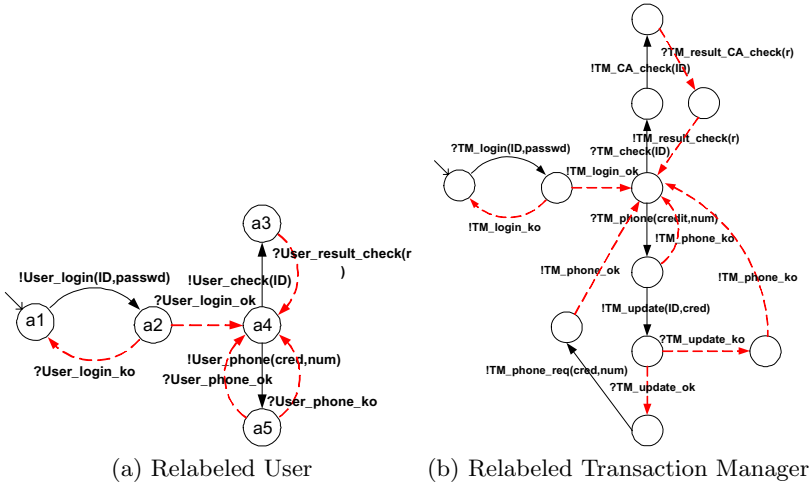 a3
?User_result_check(r
)
!User_login(ID,passwd)
!User_check(ID)
?User_login_ok
a1
a2
a4
?User_login_ko
!User_phone(cred,num)
?User_phone_ok
?User_phone_ko
a5
(a) Relabeled User
?TM_result_CA_check(r)
!TM_CA_check(ID)
!TM_result_check(r)
?TM_login(ID,passwd)
?TM_check(ID)
!TM_login_ok
!TM_login_ko
?TM_phone(credit,num)
!TM_phone_ko
!TM_phone_ok
!TM_phone_ko
!TM_update(ID,cred)
?TM_update_ko
!TM_phone_req(cred,num)
?TM_update_ok
(b) Relabeled Transaction Manager